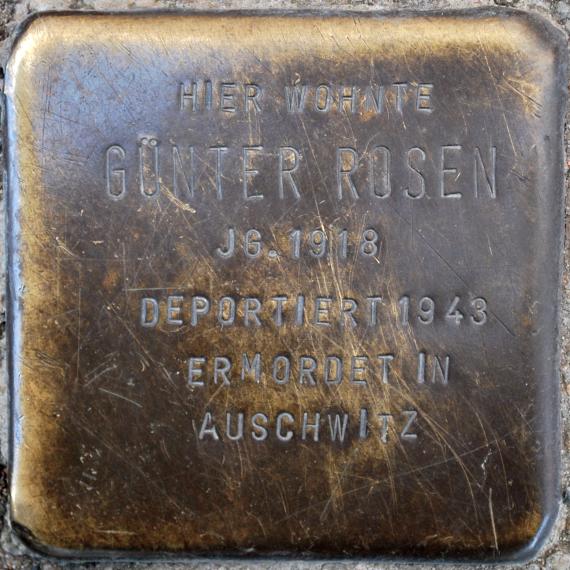 HIER WOHNTE
GÜNTER ROSEN
JG. 1918
DEPORTIERT 1943
ERMORDET IN
AUSCHWITZ